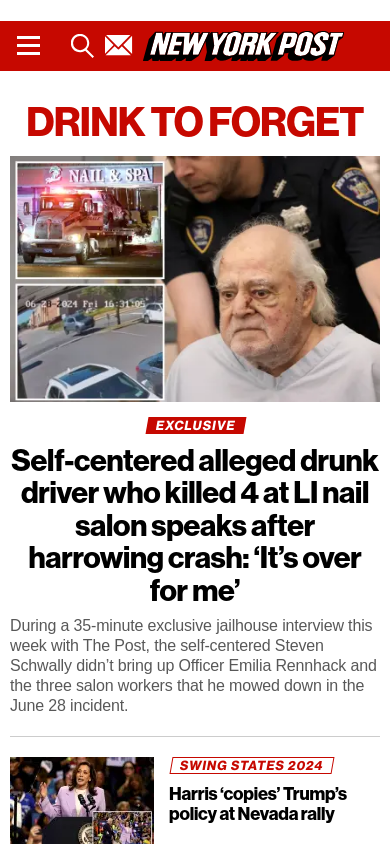 NEW YORK POST
DRINK TO FORGET
NAIL & SPA
06-28-2024 Fri 16:31:05
EXCLUSIVE
Self-centered alleged drunk
driver who killed 4 at LI nail
salon speaks after
harrowing crash: ‘It’s over
for me’
During a 35-minute exclusive jailhouse interview this
week with The Post, the self-centered Steven
Schwally didn’t bring up Officer Emilia Rennhack and
the three salon workers that he mowed down in the
June 28 incident.
SWING STATES 2024
Harris ‘copies’ Trump’s
policy at Nevada rally